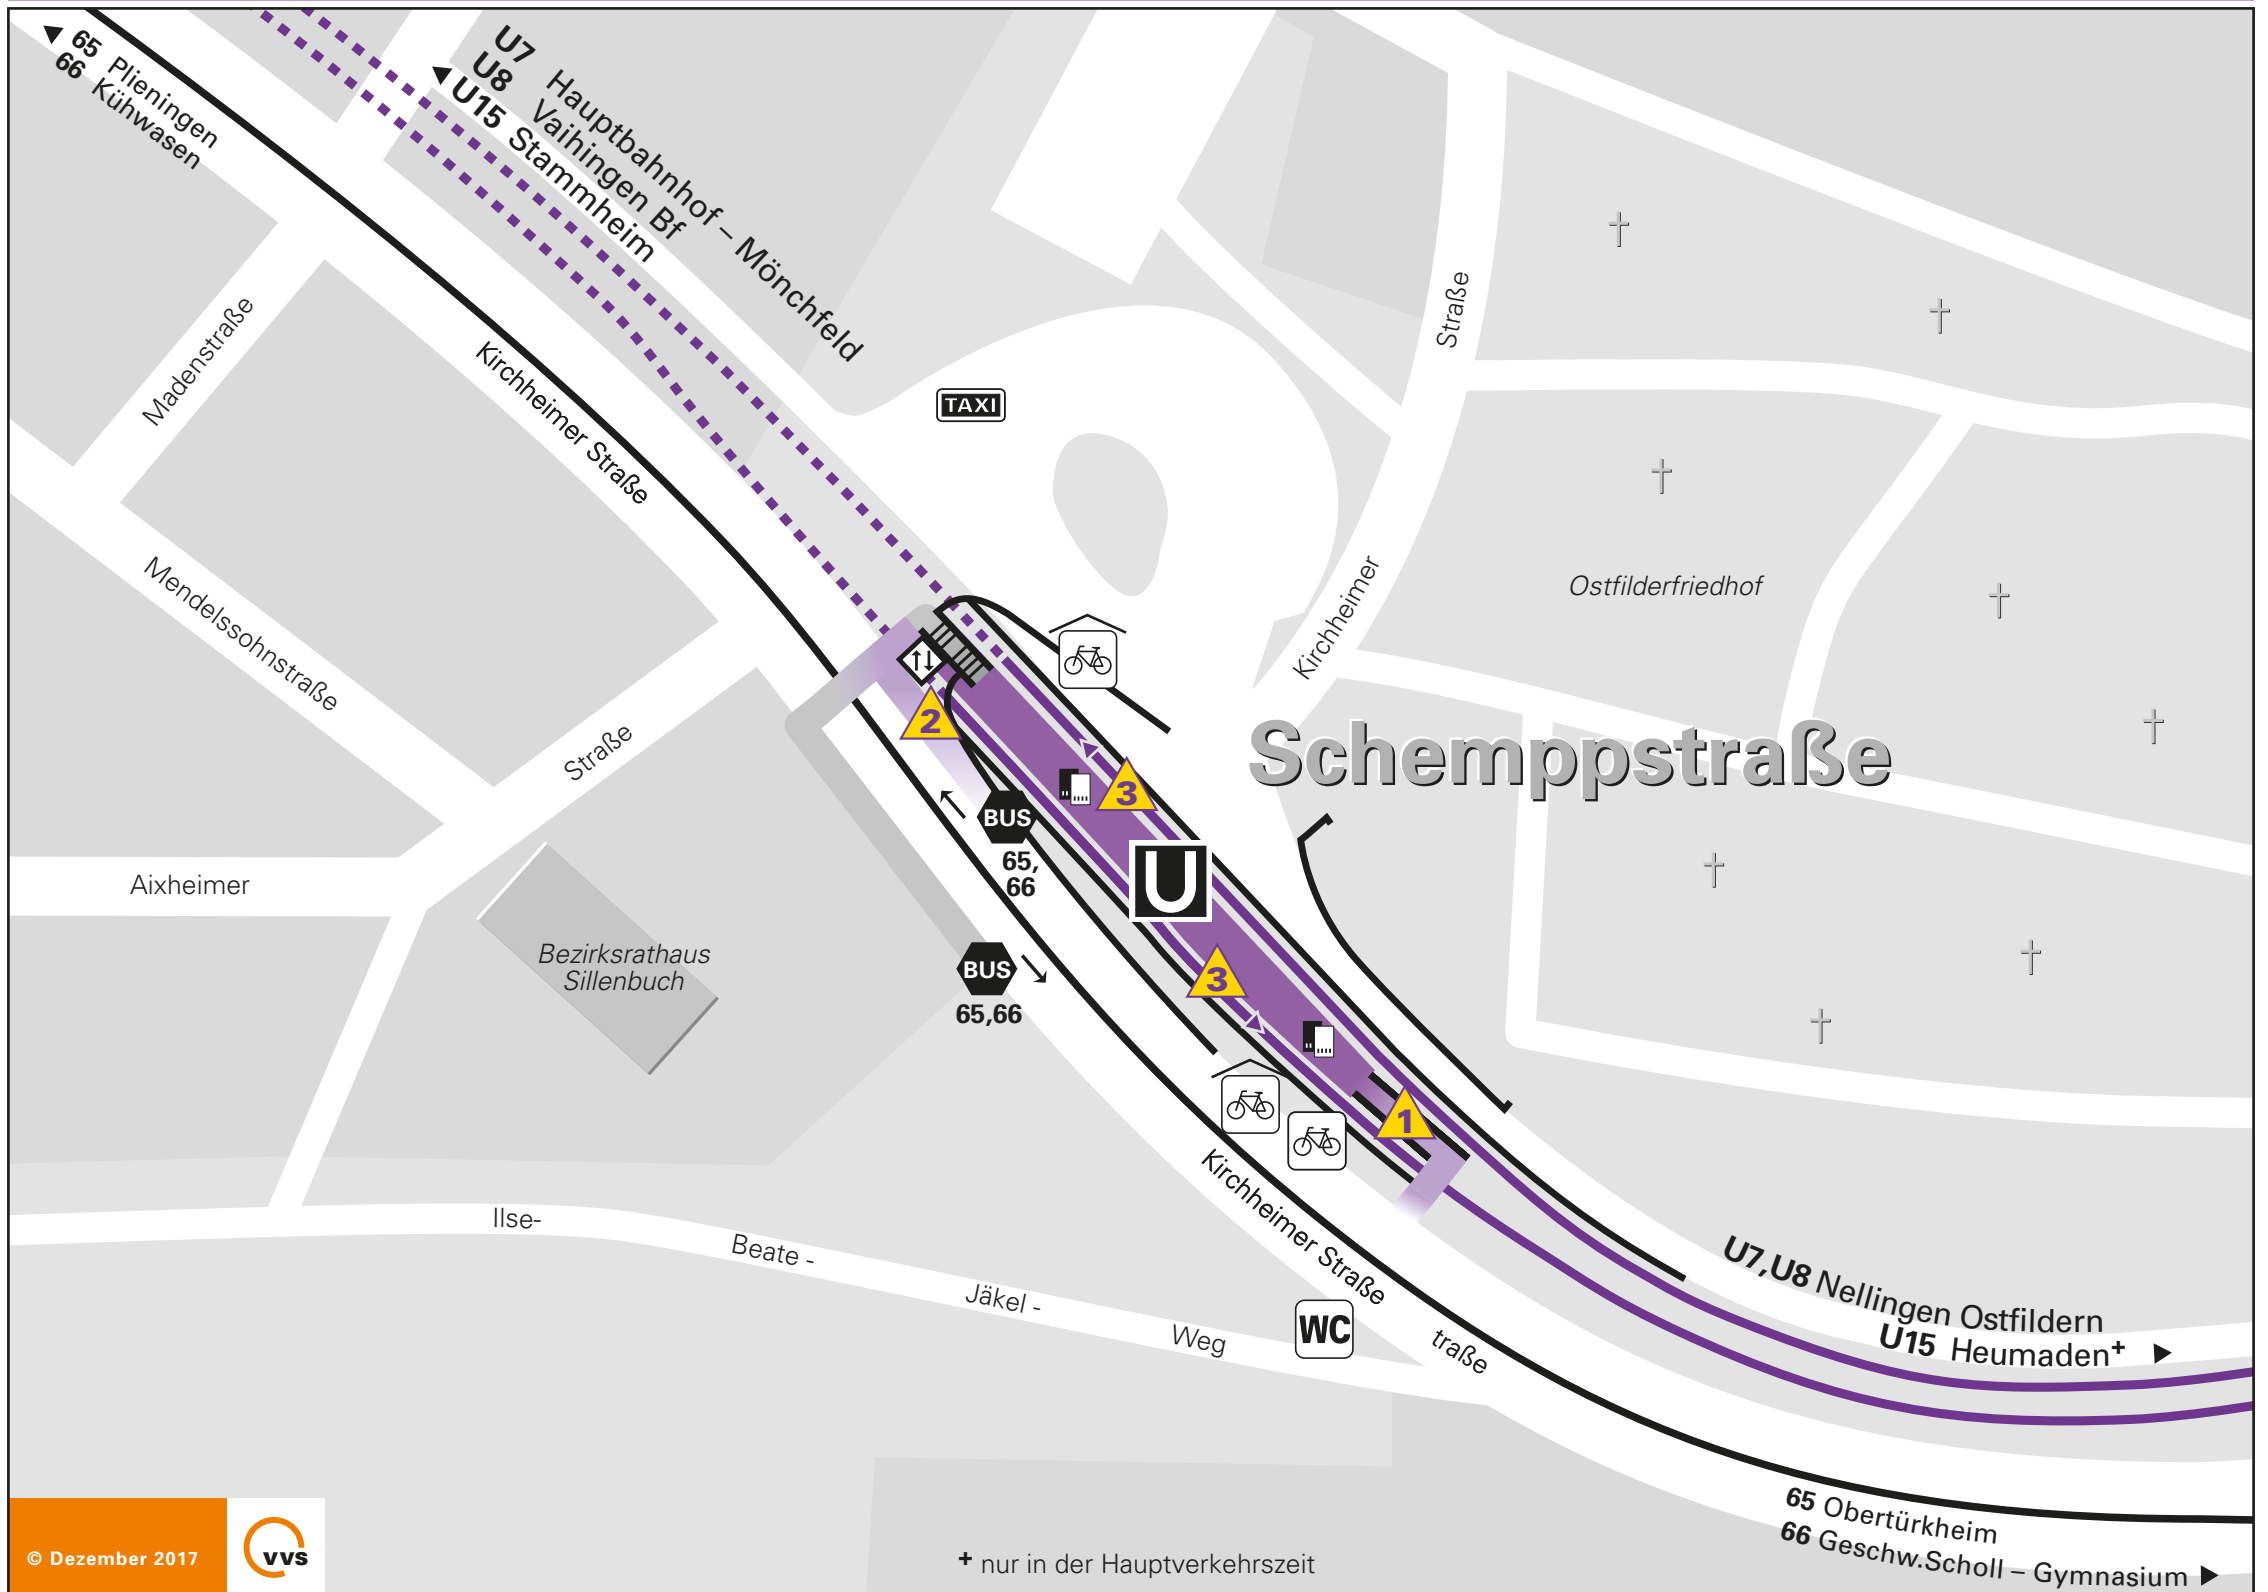 65 Plieningen
66 Kühwasen
U7 Hauptbahnhof – Mönchfeld
U8 Vaihingen Bf
U15 Stammheim
Madenstraße
Kirchheimer Straße
Mendelssohnstraße
Straße
Aixheimer
Bezirksrathaus
Sillenbuch
TAXI
Straße
Kirchheimer
Ostfilderfriedhof
Schemppstraße
2
3
BUS
65,
66
U
BUS
65,66
3
1
Kirchheimer Straße
traße
Ilse-
Beate -
Jäkel -
Weg
WC
U7,U8 Nellingen Ostfildern
U15 Heumaden+
65 Obertürkheim
66 Geschw.Scholl – Gymnasium
+ nur in der Hauptverkehrszeit
© Dezember 2017
vvs